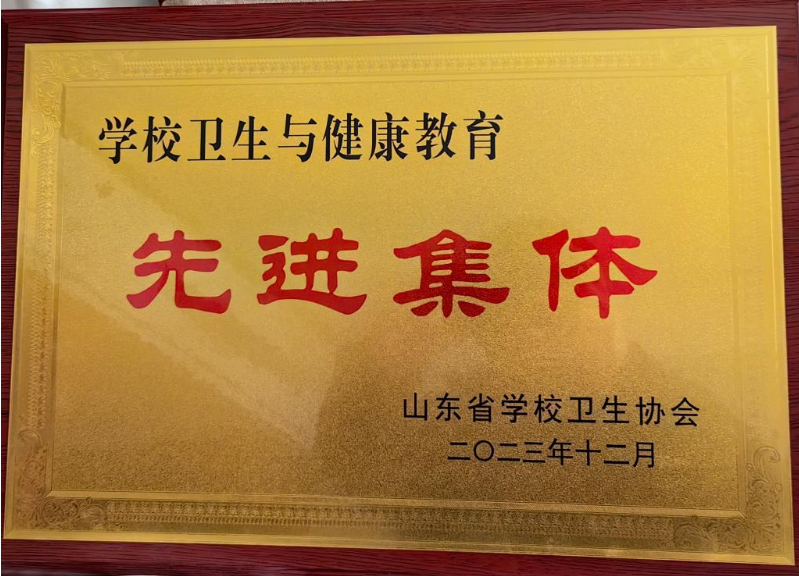 学校卫生与健康教育
先进集体
山东省学校卫生协会
二〇二三年十二月